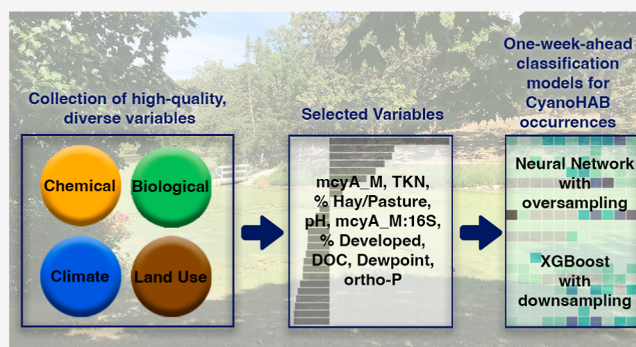 Collection of high-quality,
diverse variables
Chemical
Biological
Climate
Land Use
Selected Variables
mcyA_M, TKN,
% Hay/Pasture,
pH, mcyA_M:16S,
% Developed,
DOC, Dewpoint,
ortho-P
One-week-ahead
classification
models for
CyanoHAB
occurrences
Neural Network
with
oversampling
XGBoost
with
downsampling